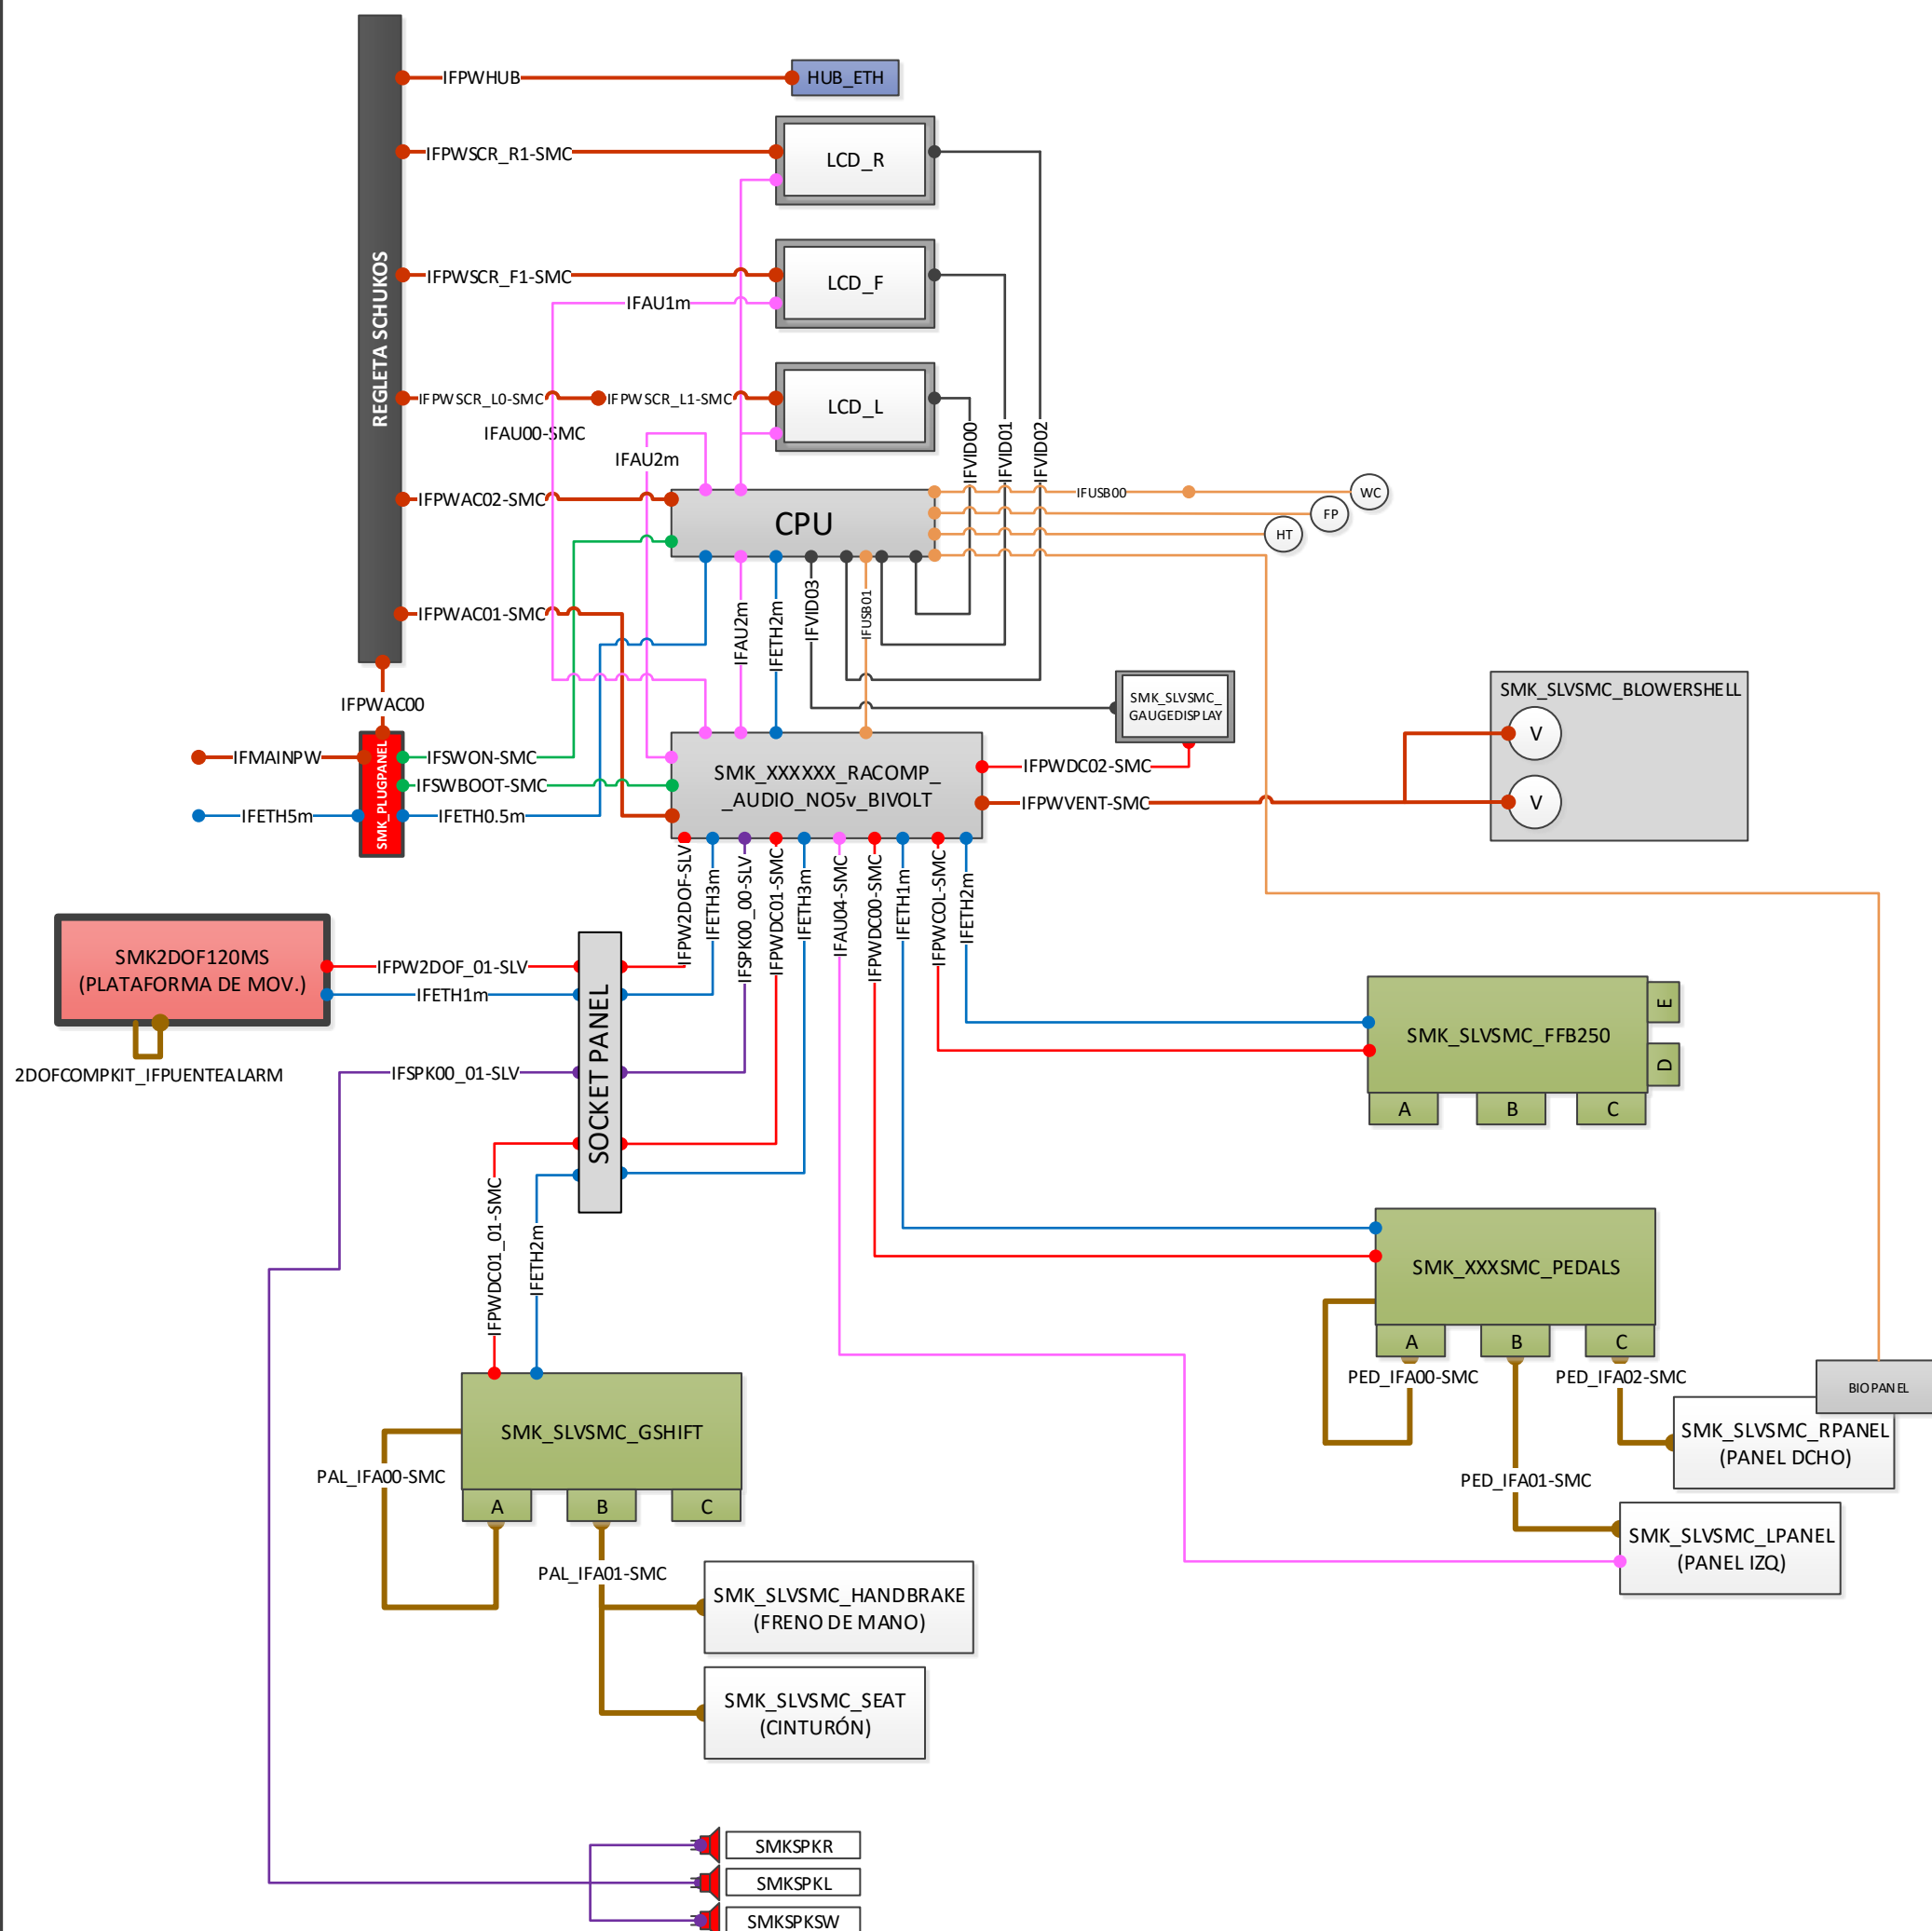 IFPWHUB
HUB_ETH
IFPWSCR_R1-SMC
LCD_R
REGLETA SCHUKOS
IFPWSCR_F1-SMC
LCD_F
IFAU1m
IFPWSCR_L0-SMC
IFPWSCR_L1-SMC
LCD_L
IFAU00-SMC
IFAU2m
IFVID00
IFVID01
IFVID02
IFPWAC02-SMC
CPU
IFUSB00
WC
FP
HT
IFPWAC01-SMC
IFAU2m
IFETH2m
IFVID03
IFUSB01
IFPWAC00
SMK_SLVSMC_
GAUGEDISPLAY
SMK_SLVSMC_BLOWERSHELL
V
V
IFMAINPW
SMK_PLUGPANEL
IFSWON-SMC
IFSWBOOT-SMC
IFETH5m
IFETH0.5m
SMK_XXXXXX_RACOMP_
_AUDIO_NO5v_BIVOLT
IFPWDC02-SMC
IFPWVENT-SMC
IFPW2DOF-SLV
IFETH3m
IFSPK00_00-SLV
IFPWDC01-SMC
IFETH3m
IFAU04-SMC
IFPWDC00-SMC
IFETH1m
IFPWCOL-SMC
IFETH2m
SMK2DOF120MS
(PLATAFORMA DE MOV.)
IFPW2DOF_01-SLV
IFETH1m
2DOFCOMPKIT_IFPUENTEALARM
IFSPK00_01-SLV
SOCKET PANEL
SMK_SLVSMC_FFB250
E
D
A
B
C
IFPWDC01_01-SMC
IFETH2m
SMK_XXXSMC_PEDALS
A
B
C
PED_IFA00-SMC
PED_IFA02-SMC
BIOPANEL
SMK_SLVSMC_RPANEL
(PANEL DCHO)
PED_IFA01-SMC
SMK_SLVSMC_LPANEL
(PANEL IZQ)
SMK_SLVSMC_GSHIFT
PAL_IFA00-SMC
A
B
C
PAL_IFA01-SMC
SMK_SLVSMC_HANDBRAKE
(FRENO DE MANO)
SMK_SLVSMC_SEAT
(CINTURÓN)
SMKSPKR
SMKSPKL
SMKSPKSW